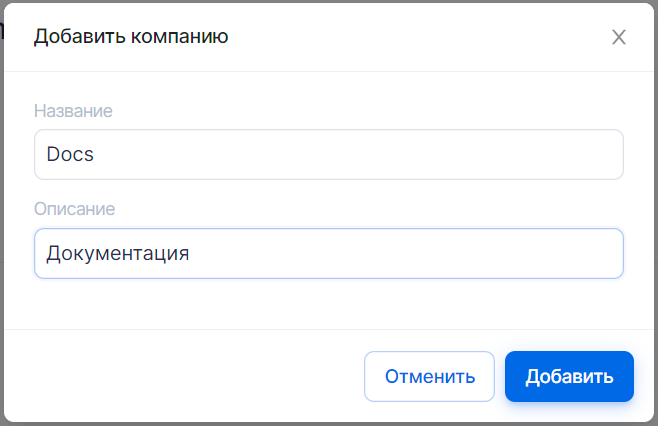 Добавить компанию
Название
Docs
Описание
Документация
Отменить
Добавить